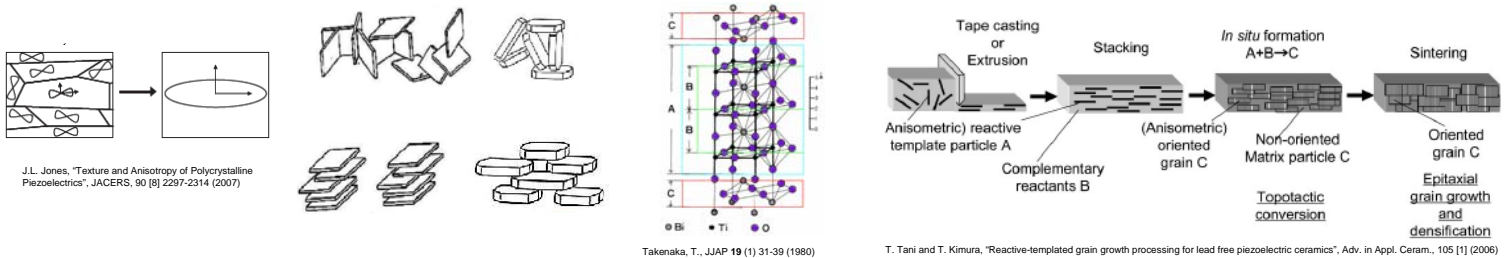 J.L. Jones, "Texture and Anisotropy of Polycrystalline
Piezoelectrics", JACERS, 90 [8] 2297-2314 (2007)
C
A
B
B
C
Bi Ti O
Takenaka, T., JJAP 19 (1) 31-39 (1980)
Tape casting
or
Extrusion
Stacking
In situ formation
A+B→C
Sintering
Anisometric) reactive
template particle A
Complementary
reactants B
(Anisometric)
oriented
grain C
Non-oriented
Matrix particle C
Oriented
grain C
Topotactic
conversion
Epitaxial
grain growth
and
densification
T. Tani and T. Kimura, "Reactive-templated grain growth processing for lead free piezoelectric ceramics", Adv. in Appl. Ceram., 105 [1] (2006)